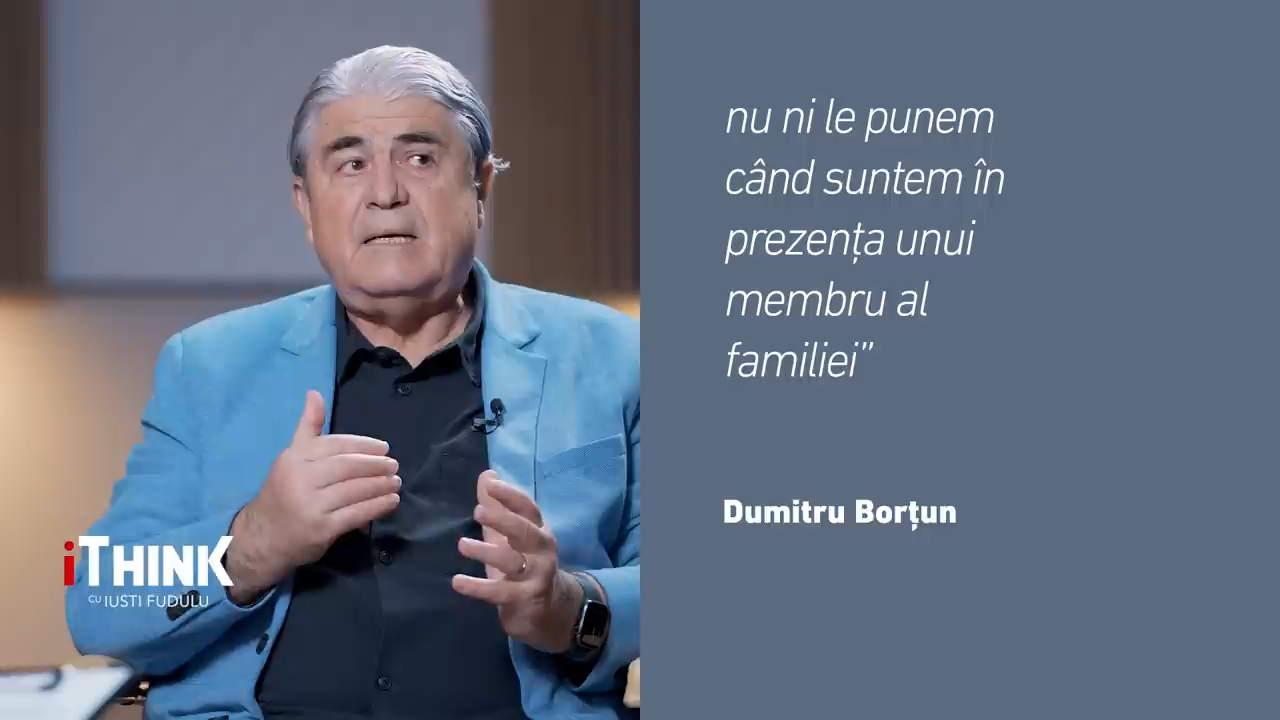 nu ni le punem
când suntem în
prezența unui
membru al
familiei”
Dumitru Borțun
iTHINK
CU IUSTI FUDULU